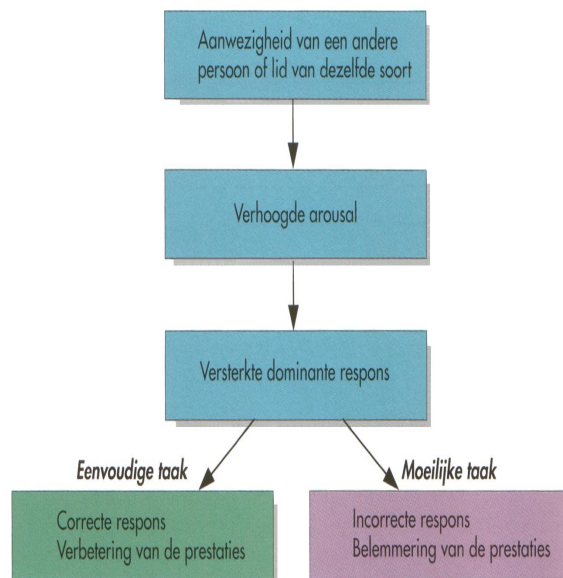 Aanwezigheid van een andere
persoon of lid van dezelfde soort
Verhoogde arousal
Versterkte dominante respons
Eenvoudige taak
Moeilijke taak
Correcte respons
Verbetering van de prestaties
Incorrecte respons
Belemmering van de prestaties